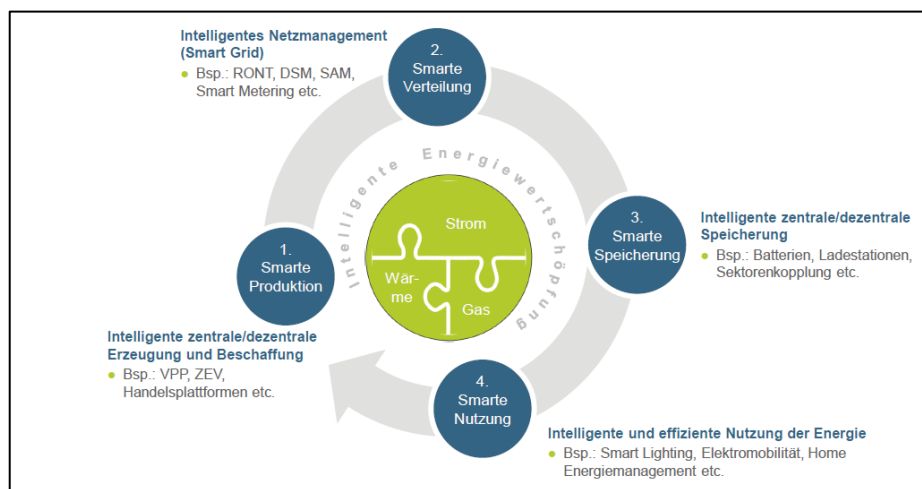 Intelligentes Netzmanagement
(Smart Grid)
Bsp.: RONT, DSM, SAM,
Smart Metering etc.
2.
Smarte
Verteilung
Intelligente Energiewertschöpfung
Strom
Wär-
me
Gas
1.
Smarte
Produktion
3.
Smarte
Speicherung
Intelligente zentrale/dezentrale
Speicherung
Bsp.: Batterien, Ladestationen,
Sektorenkopplung etc.
Intelligente zentrale/dezentrale
Erzeugung und Beschaffung
Bsp.: VPP, ZEV,
Handelsplattformen etc.
4.
Smarte
Nutzung
Intelligente und effiziente Nutzung der Energie
Bsp.: Smart Lighting, Elektromobilität, Home
Energiemanagement etc.